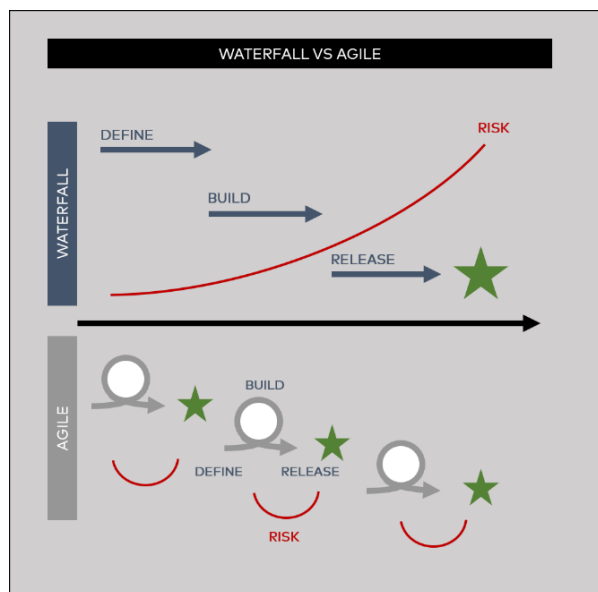 WATERFALL VS AGILE
WATERFALL
DEFINE
RISK
BUILD
RELEASE
AGILE
BUILD
DEFINE
RELEASE
RISK